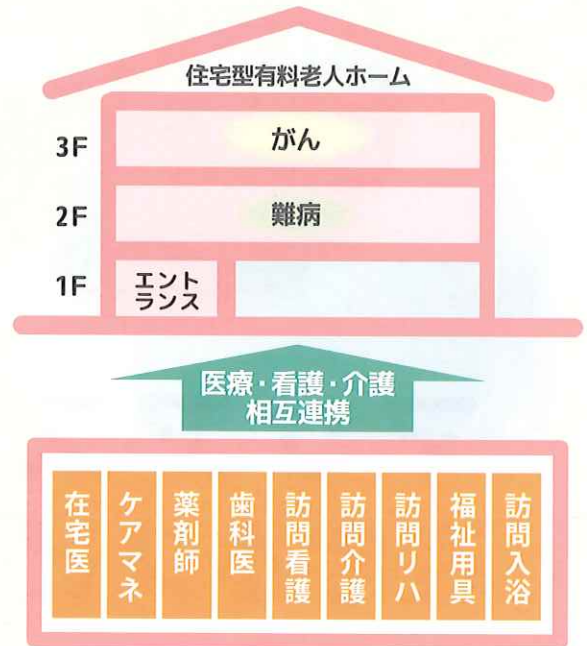 住宅型有料老人ホーム
3F
がん
2F
難病
1F
エント
ランス
医療・看護・介護
相互連携
在宅医
ケアマネ
薬剤師
歯科医
訪問看護
訪問介護
訪問リハ
福祉用具
訪問入浴